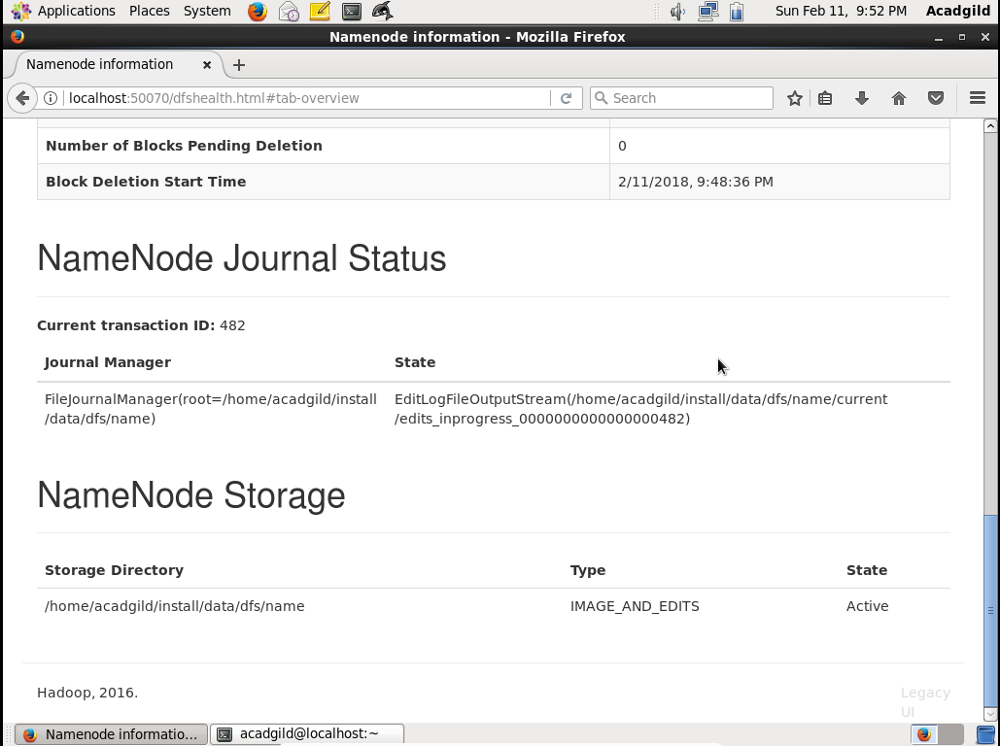 Applications Places System Sun Feb 11, 9:52 PM Acadgild
Namenode information - Mozilla Firefox
Namenode information
localhost:50070/dfshealth.html#tab-overview Search
Number of Blocks Pending Deletion 0
Block Deletion Start Time 2/11/2018, 9:48:36 PM
NameNode Journal Status
Current transaction ID: 482
Journal Manager State
FileJournalManager(root=/home/acadgild/install EditLogFileOutputStream(/home/acadgild/install/data/dfs/name/current
/data/dfs/name) /edits_inprogress_0000000000000000482)
NameNode Storage
Storage Directory Type State
/home/acadgild/install/data/dfs/name IMAGE_AND_EDITS Active
Hadoop, 2016. Legacy
UI
Namenode informatio... acadgild@localhost:~